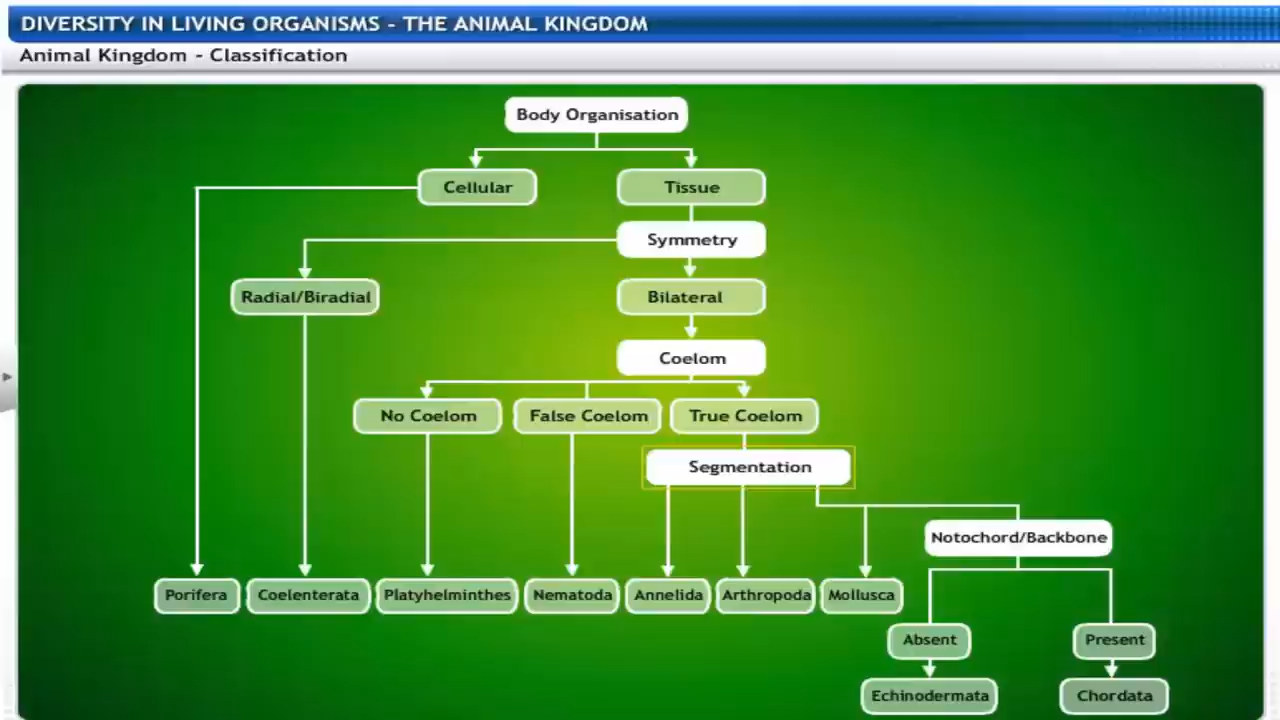 DIVERSITY IN LIVING ORGANISMS - THE ANIMAL KINGDOM
Animal Kingdom - Classification
Body Organisation
Cellular
Tissue
Symmetry
Radial/Biradial
Bilateral
Coelom
No Coelom
False Coelom
True Coelom
Segmentation
Notochord/Backbone
Porifera
Coelenterata
Platyhelminthes
Nematoda
Annelida
Arthropoda
Mollusca
Absent
Present
Echinodermata
Chordata